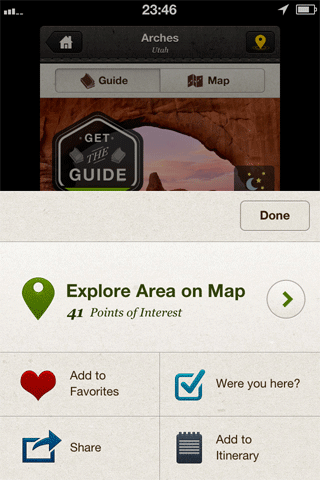 23:46
Arches
Utah
Guide
Map
GET
THE
GUIDE
Done
Explore Area on Map
41 Points of Interest
Add to
Favorites
Were you here?
Share
Add to
Itinerary